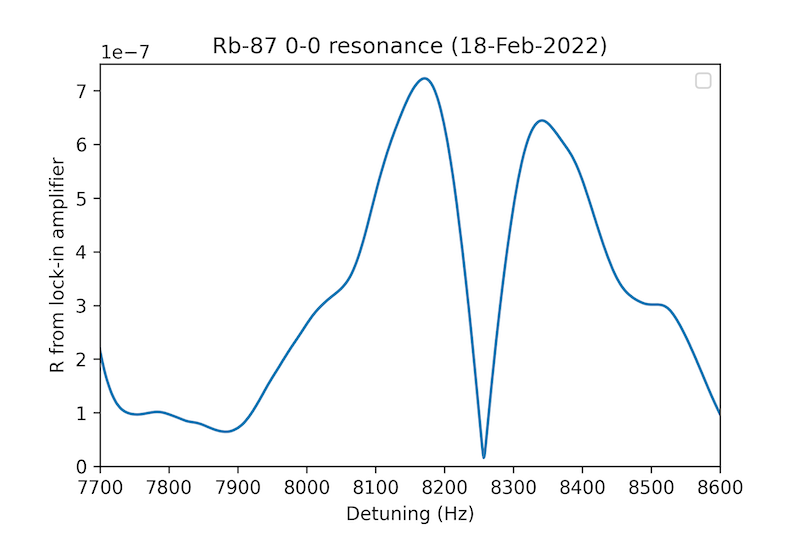 Rb-87 0-0 resonance (18-Feb-2022)
1e−7
7
6
5
4
3
2
1
0
R from lock-in amplifier
7700 7800 7900 8000 8100 8200 8300 8400 8500 8600
Detuning (Hz)